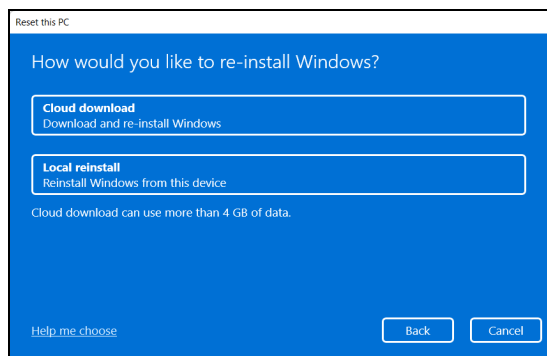 Reset this PC
How would you like to re-install Windows?
Cloud download
Download and re-install Windows
Local reinstall
Reinstall Windows from this device
Cloud download can use more than 4 GB of data.
Help me choose
Back
Cancel